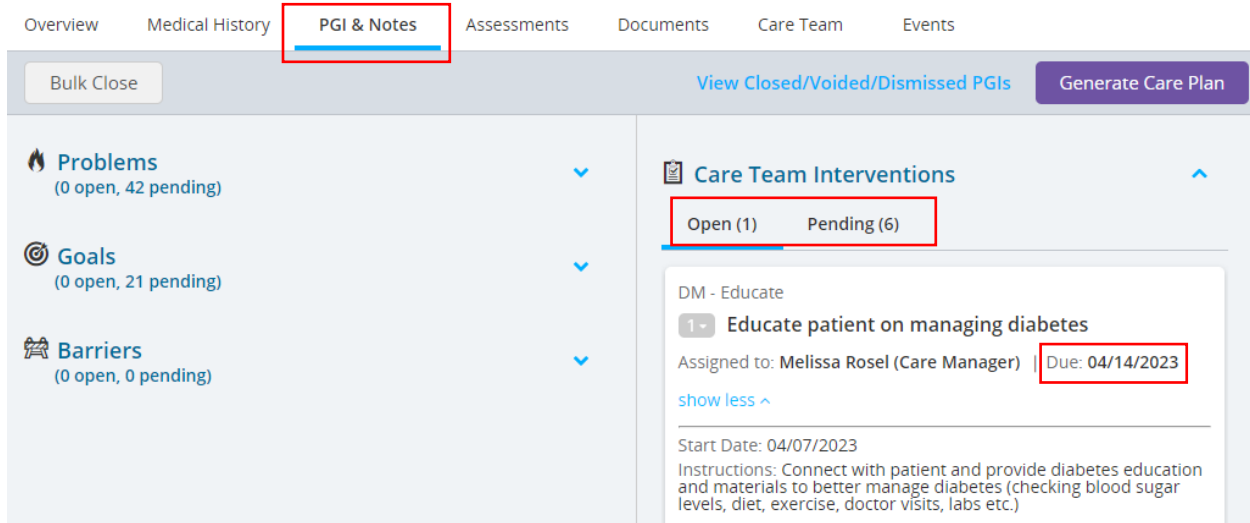 Overview Medical History PGI & Notes Assessments Documents Care Team Events
Bulk Close View Closed/Voided/Dismissed PGIs Generate Care Plan
Problems
(0 open, 42 pending)
Goals
(0 open, 21 pending)
Barriers
(0 open, 0 pending)
Care Team Interventions
Open (1) Pending (6)
DM - Educate
1 Educate patient on managing diabetes
Assigned to: Melissa Rosel (Care Manager) | Due: 04/14/2023
show less
Start Date: 04/07/2023
Instructions: Connect with patient and provide diabetes education
and materials to better manage diabetes (checking blood sugar
levels, diet, exercise, doctor visits, labs etc.)